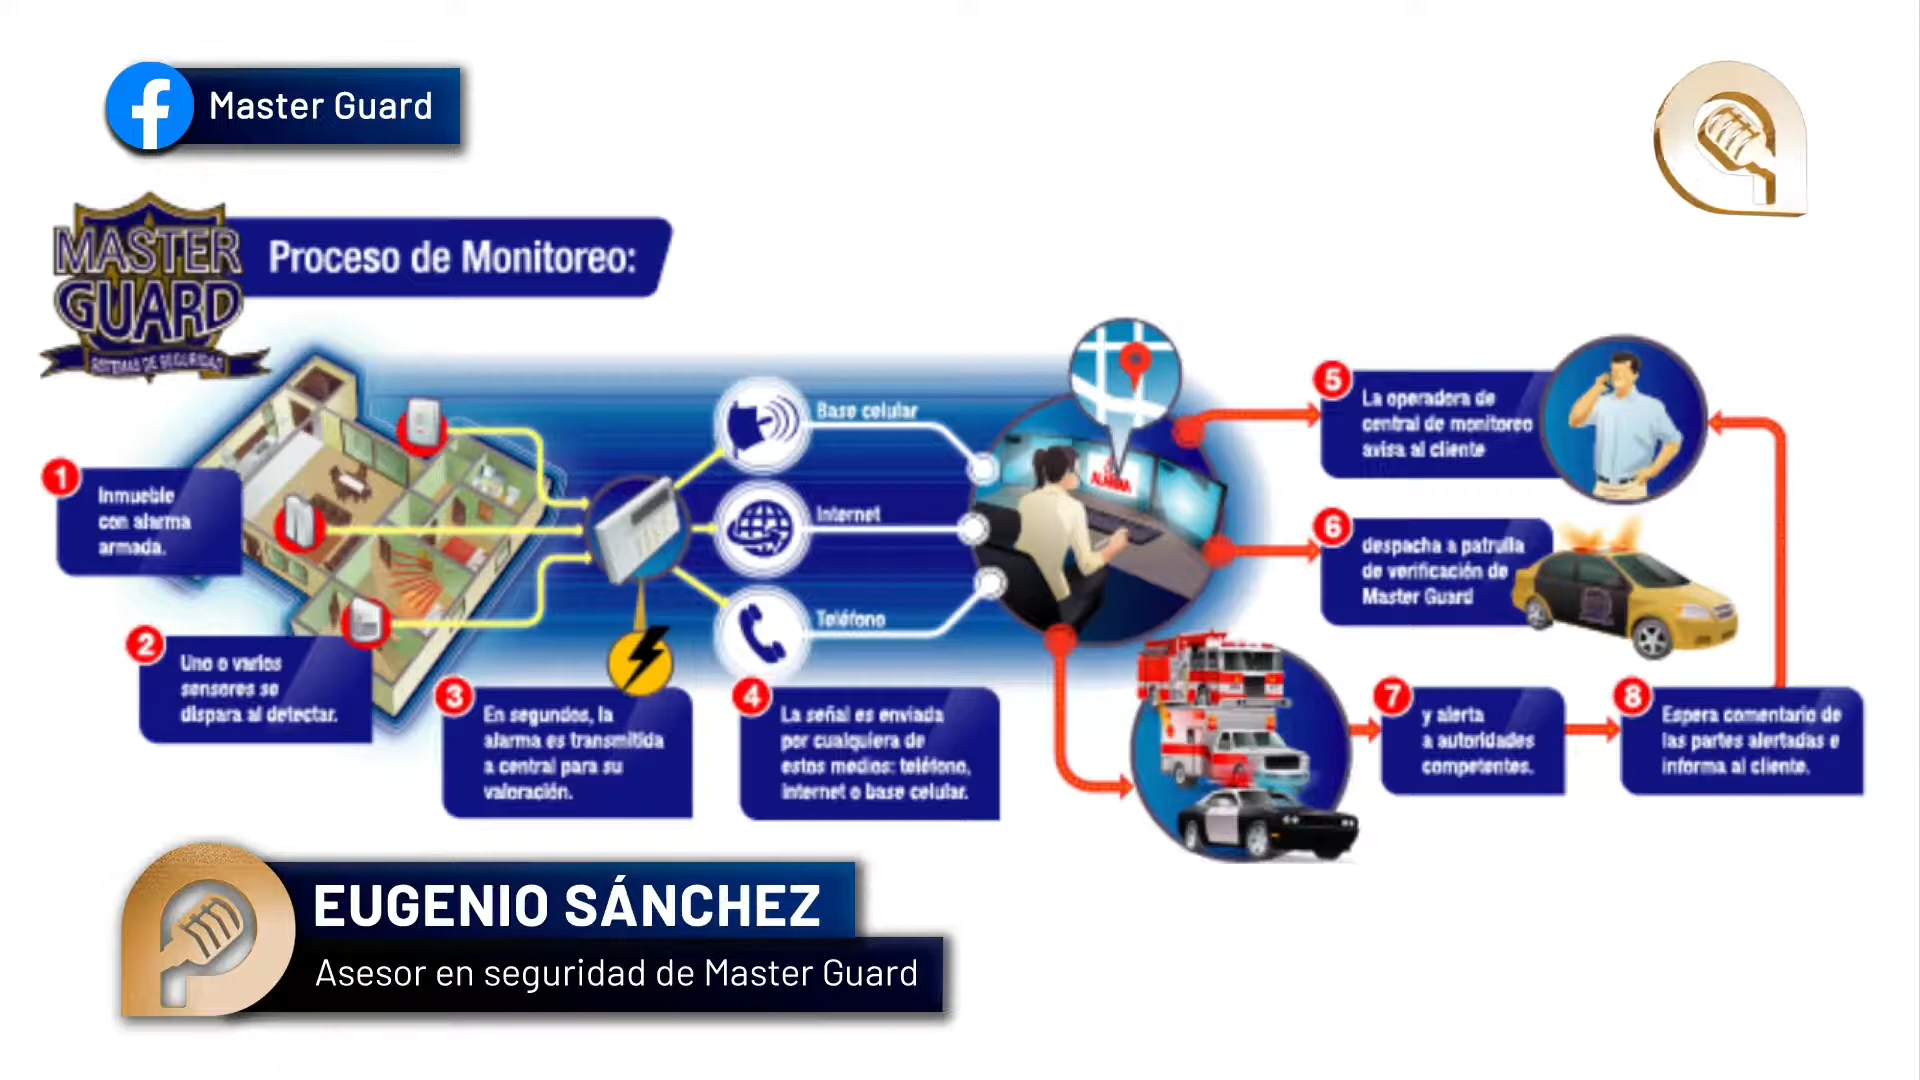 Master Guard
MASTER
GUARD
SISTEMAS DE SEGURIDAD
Proceso de Monitoreo:
1
Inmueble
con alarma
armada.
2
Uno o varios
sensores se
dispara al detectar.
3
En segundos, la
alarma es transmitida
a central para su
valoración.
Base celular
Internet
Teléfono
4
La señal es enviada
por cualquiera de
estos medios: teléfono,
internet o base celular.
ALARMA
5
La operadora de
central de monitoreo
avisa al cliente
6
despacha a patrulla
de verificación de
Master Guard
7
y alerta
a autoridades
competentes.
8
Espera comentario de
las partes alertadas e
informa al cliente.
EUGENIO SÁNCHEZ
Asesor en seguridad de Master Guard